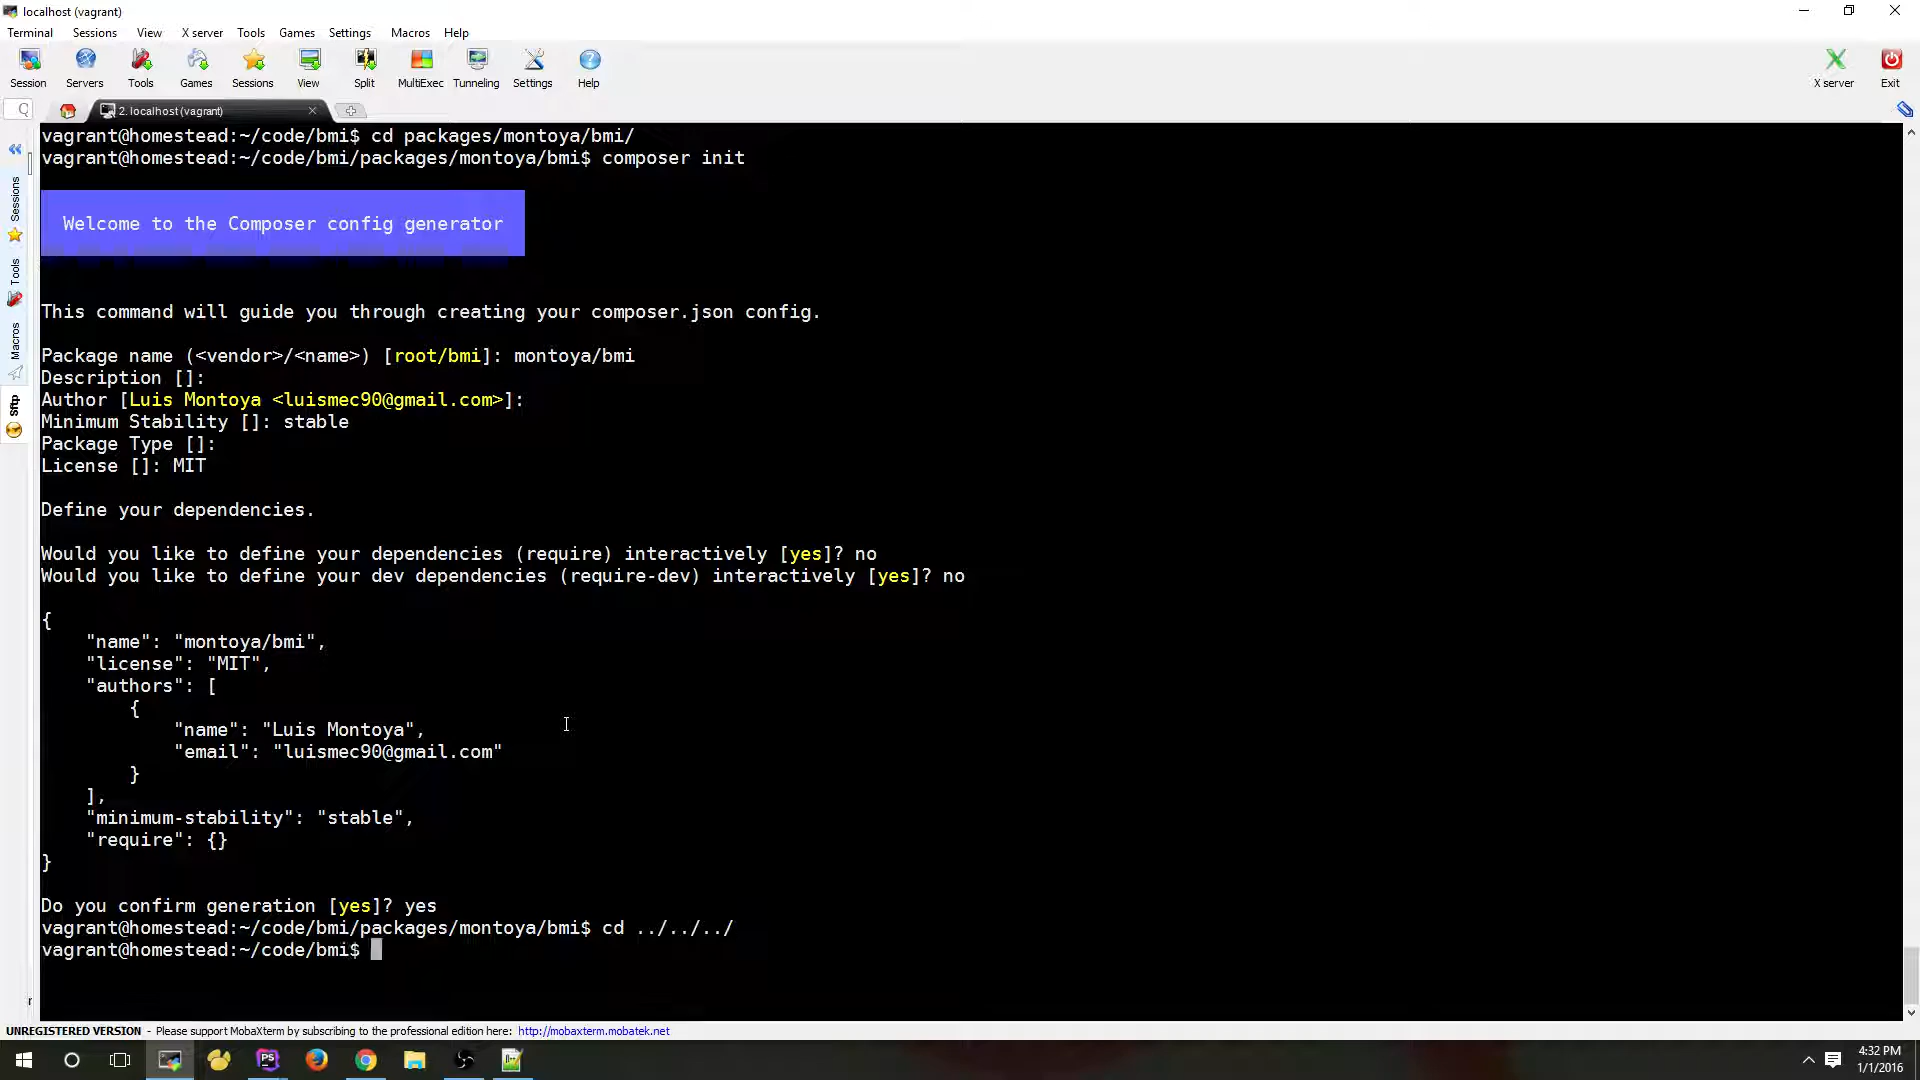 localhost (vagrant)
Terminal Sessions View X server Tools Games Settings Macros Help
Session Servers Tools Games Sessions View Split MultiExec Tunneling Settings Help X server Exit
2. localhost (vagrant)
Sessions
Tools
Macros
Sftp
vagrant@homestead:~/code/bmi$ cd packages/montoya/bmi/
vagrant@homestead:~/code/bmi/packages/montoya/bmi$ composer init
Welcome to the Composer config generator
This command will guide you through creating your composer.json config.
Package name (<vendor>/<name>) [root/bmi]: montoya/bmi
Description []:
Author [Luis Montoya <luismec90@gmail.com>]:
Minimum Stability []: stable
Package Type []:
License []: MIT
Define your dependencies.
Would you like to define your dependencies (require) interactively [yes]? no
Would you like to define your dev dependencies (require-dev) interactively [yes]? no
{
    "name": "montoya/bmi",
    "license": "MIT",
    "authors": [
        {
            "name": "Luis Montoya",
            "email": "luismec90@gmail.com"
        }
    ],
    "minimum-stability": "stable",
    "require": {}
}
Do you confirm generation [yes]? yes
vagrant@homestead:~/code/bmi/packages/montoya/bmi$ cd ../../../
vagrant@homestead:~/code/bmi$
UNREGISTERED VERSION - Please support MobaXterm by subscribing to the professional edition here: http://mobaxterm.mobatek.net
PS
4:32 PM
1/1/2016